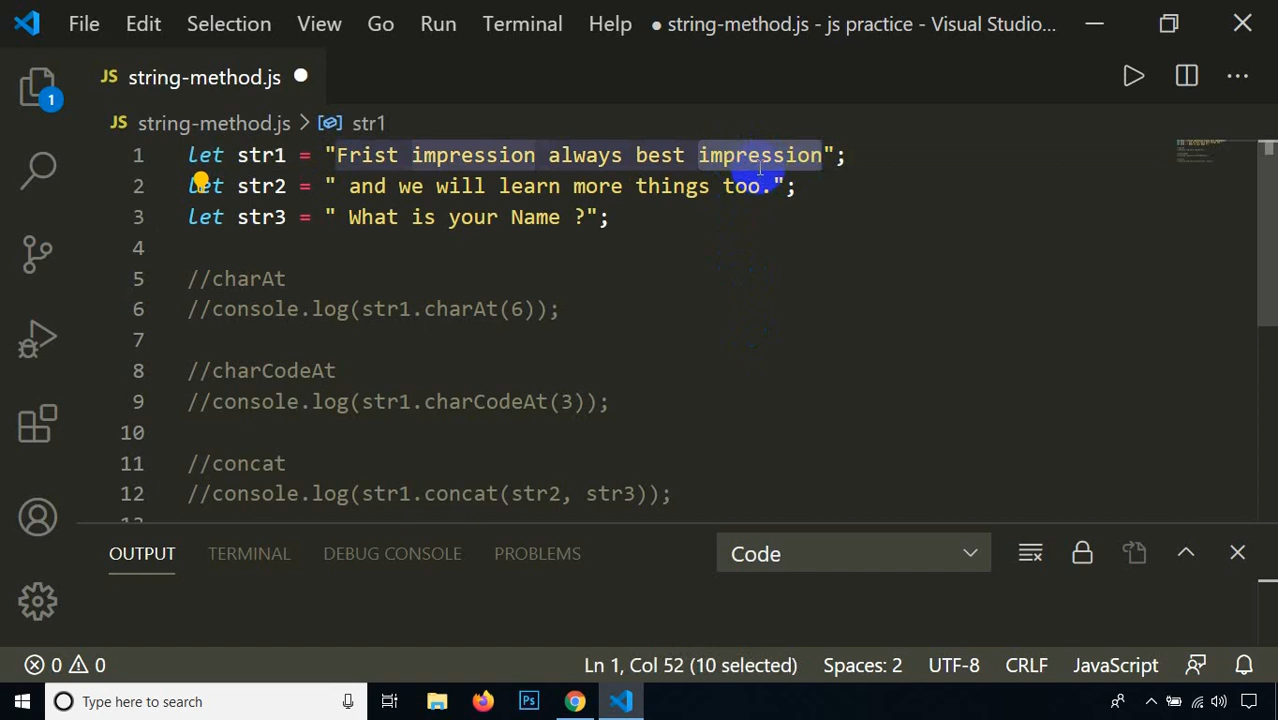 File Edit Selection View Go Run Terminal Help ● string-method.js - js practice - Visual Studio...
JS string-method.js
JS string-method.js > str1
1 let str1 = "Frist impression always best impression";
2 let str2 = " and we will learn more things too.";
3 let str3 = " What is your Name ?";
4
5 //charAt
6 //console.log(str1.charAt(6));
7
8 //charCodeAt
9 //console.log(str1.charCodeAt(3));
10
11 //concat
12 //console.log(str1.concat(str2, str3));
1
OUTPUT TERMINAL DEBUG CONSOLE PROBLEMS Code
0 0 Ln 1, Col 52 (10 selected) Spaces: 2 UTF-8 CRLF JavaScript
Type here to search Ps